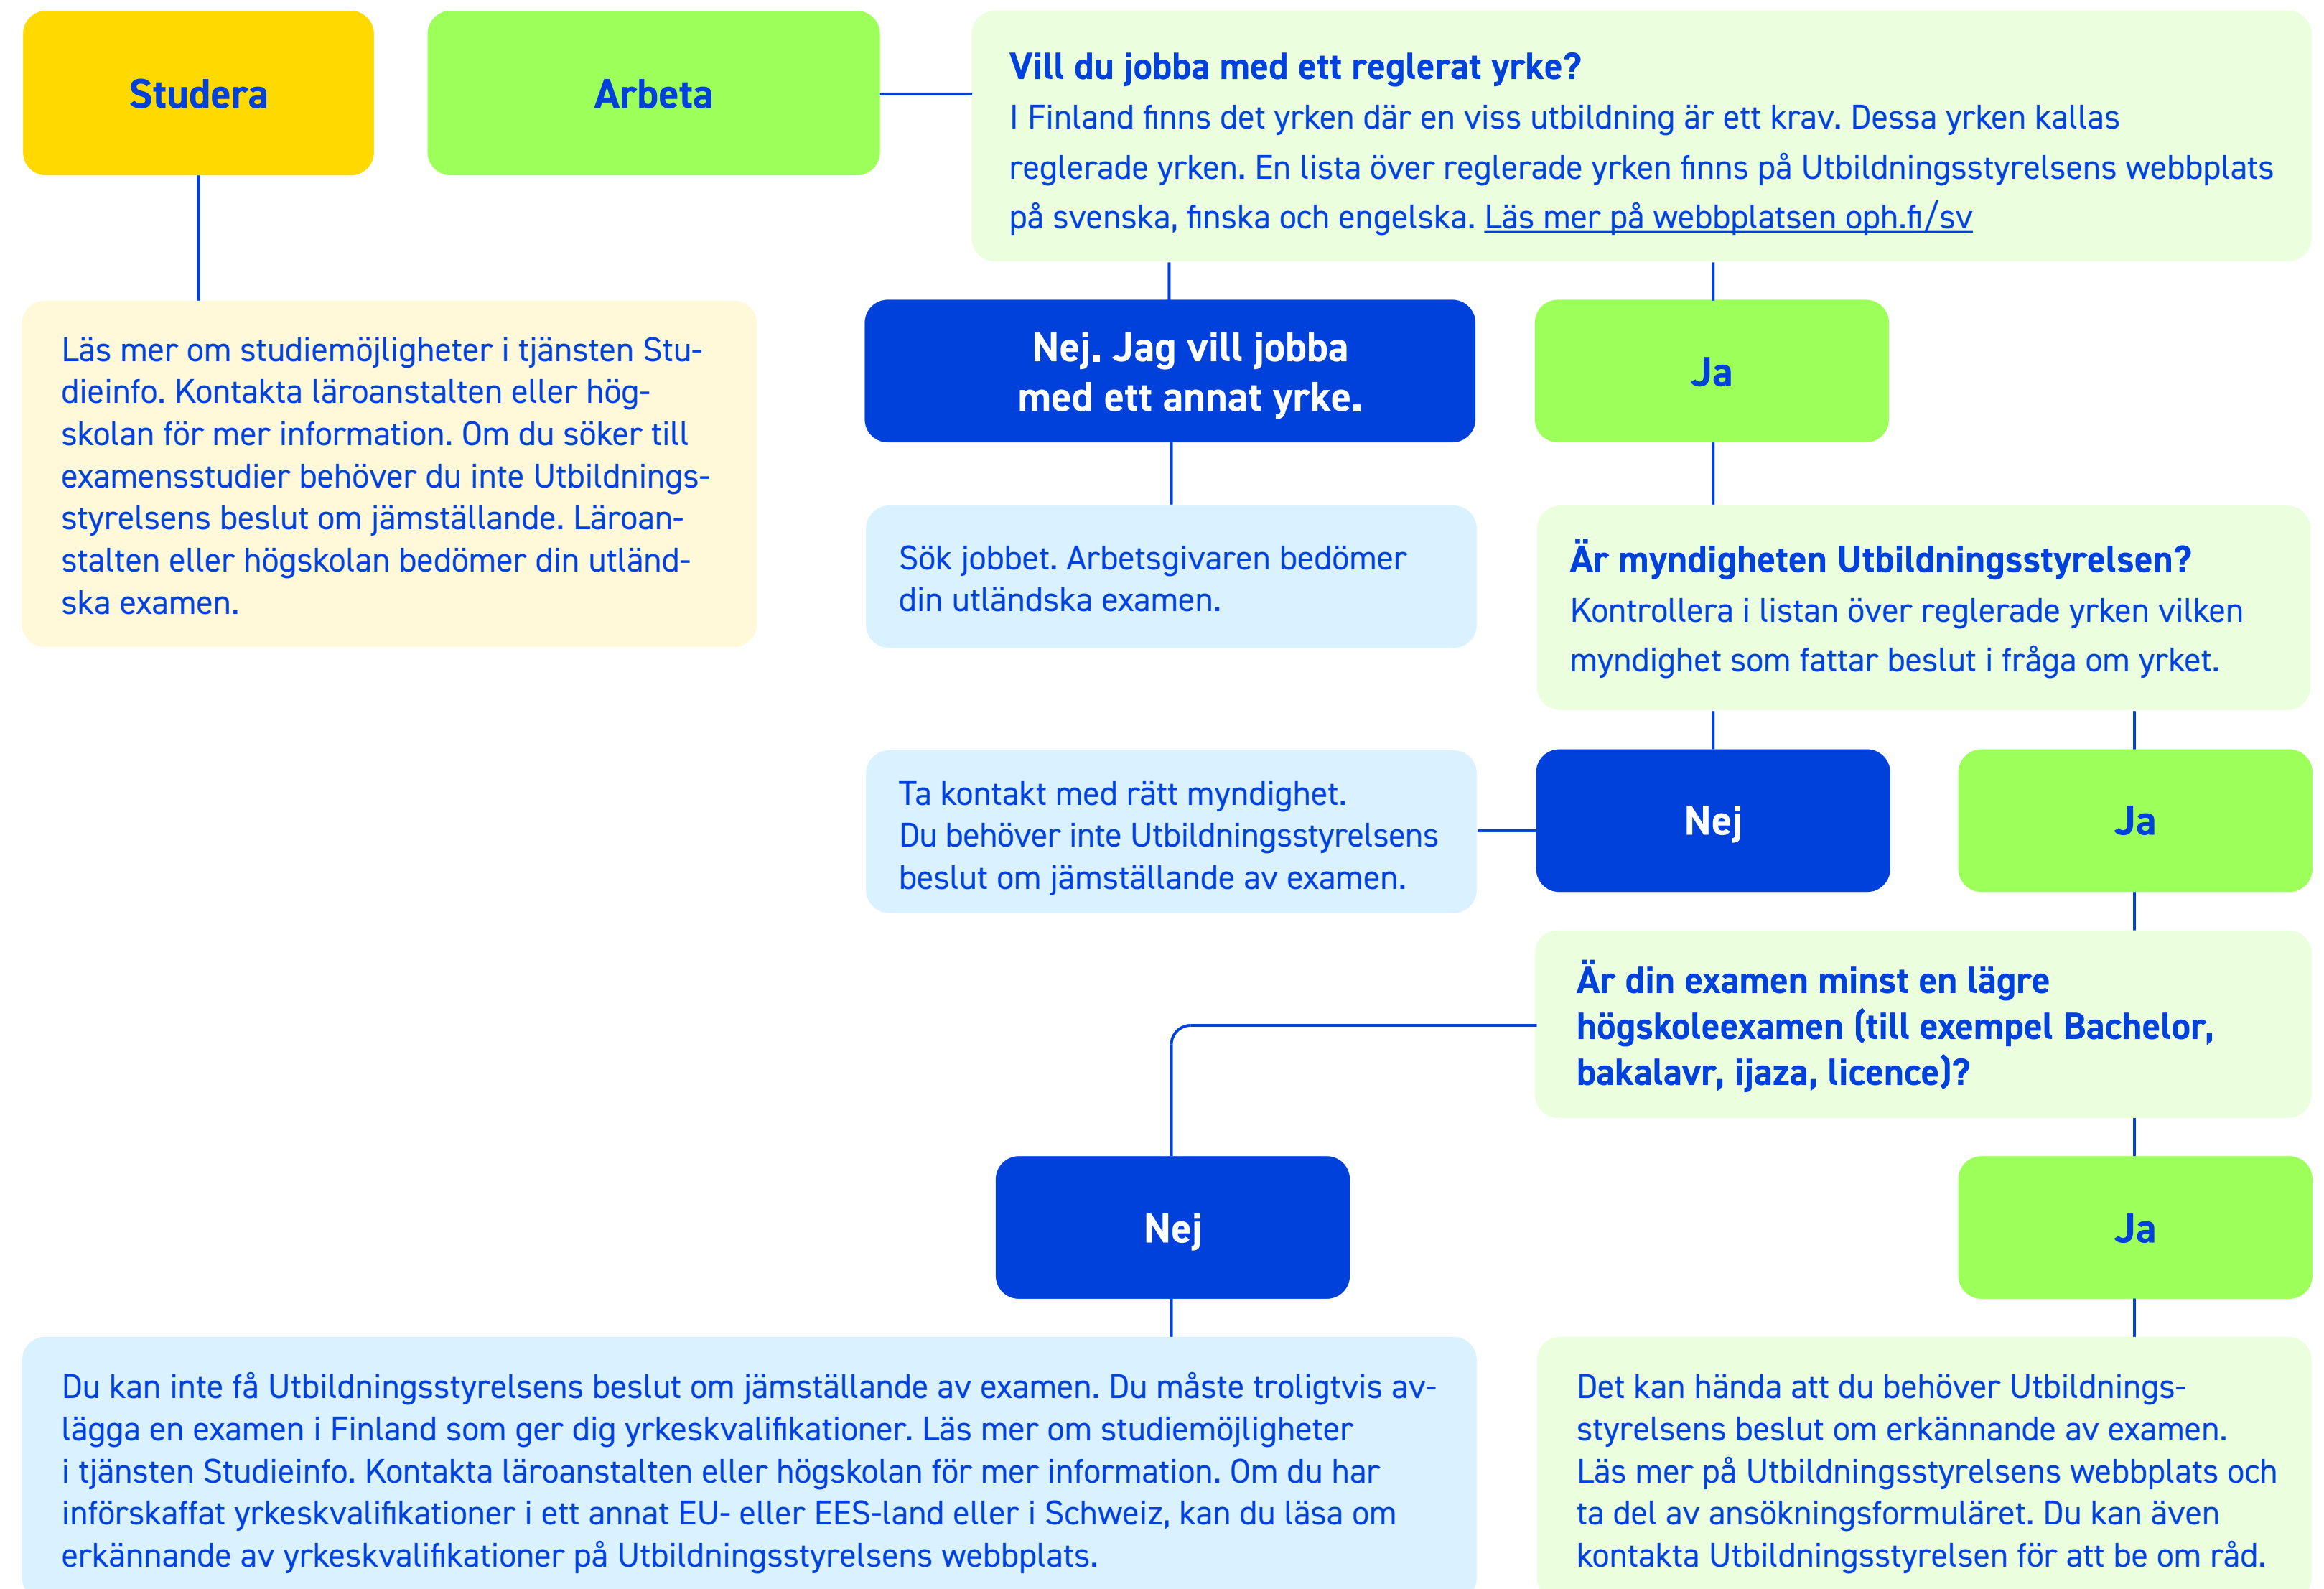 Studera
Arbeta
Vill du jobba med ett reglerat yrke?
I Finland finns det yrken där en viss utbildning är ett krav. Dessa yrken kallas
reglerade yrken. En lista över reglerade yrken finns på Utbildningsstyrelsens webbplats
på svenska, finska och engelska. Läs mer på webbplatsen oph.fi/sv
Läs mer om studiemöjligheter i tjänsten Stu-
dieinfo. Kontakta läroanstalten eller hög-
skolan för mer information. Om du söker till
examensstudier behöver du inte Utbildnings-
styrelsens beslut om jämställande. Läroan-
stalten eller högskolan bedömer din utländ-
ska examen.
Nej. Jag vill jobba
med ett annat yrke.
Ja
Sök jobbet. Arbetsgivaren bedömer
din utländska examen.
Är myndigheten Utbildningsstyrelsen?
Kontrollera i listan över reglerade yrken vilken
myndighet som fattar beslut i fråga om yrket.
Ta kontakt med rätt myndighet.
Du behöver inte Utbildningsstyrelsens
beslut om jämställande av examen.
Nej
Ja
Är din examen minst en lägre
högskoleexamen (till exempel Bachelor,
bakalavr, ijaza, licence)?
Nej
Ja
Du kan inte få Utbildningsstyrelsens beslut om jämställande av examen. Du måste troligtvis av-
lägga en examen i Finland som ger dig yrkeskvalifikationer. Läs mer om studiemöjligheter
i tjänsten Studieinfo. Kontakta läroanstalten eller högskolan för mer information. Om du har
införskaffat yrkeskvalifikationer i ett annat EU- eller EES-land eller i Schweiz, kan du läsa om
erkännande av yrkeskvalifikationer på Utbildningsstyrelsens webbplats.
Det kan hända att du behöver Utbildnings-
styrelsens beslut om erkännande av examen.
Läs mer på Utbildningsstyrelsens webbplats och
ta del av ansökningsformuläret. Du kan även
kontakta Utbildningsstyrelsen för att be om råd.